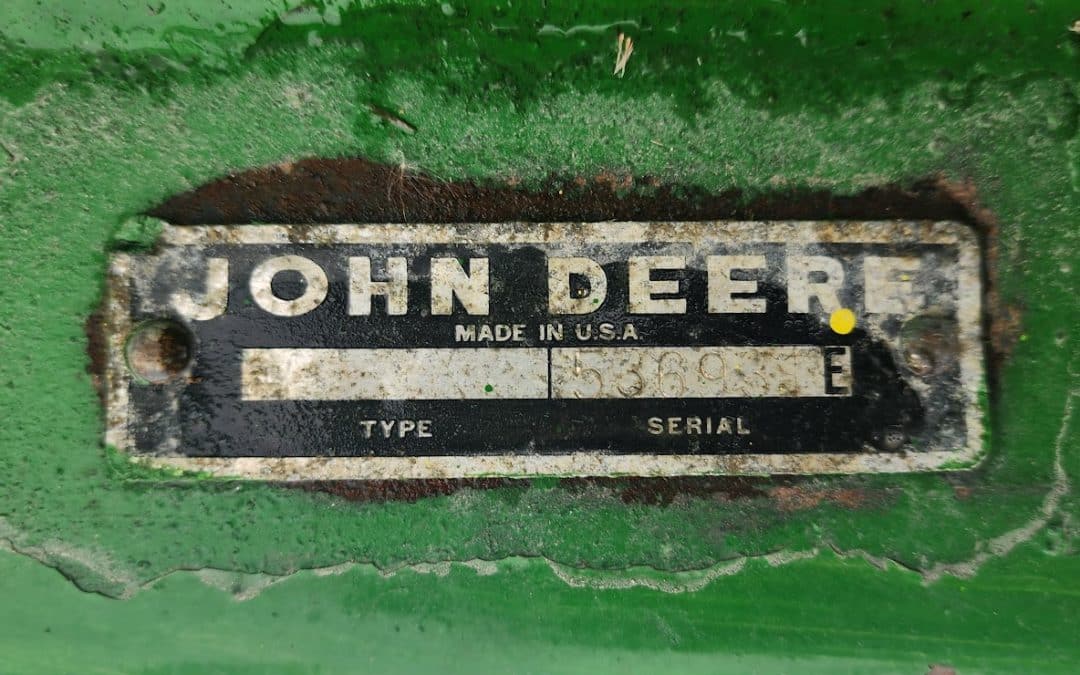 JOHN DEERE
MADE IN U.S.A.
E
TYPE SERIAL